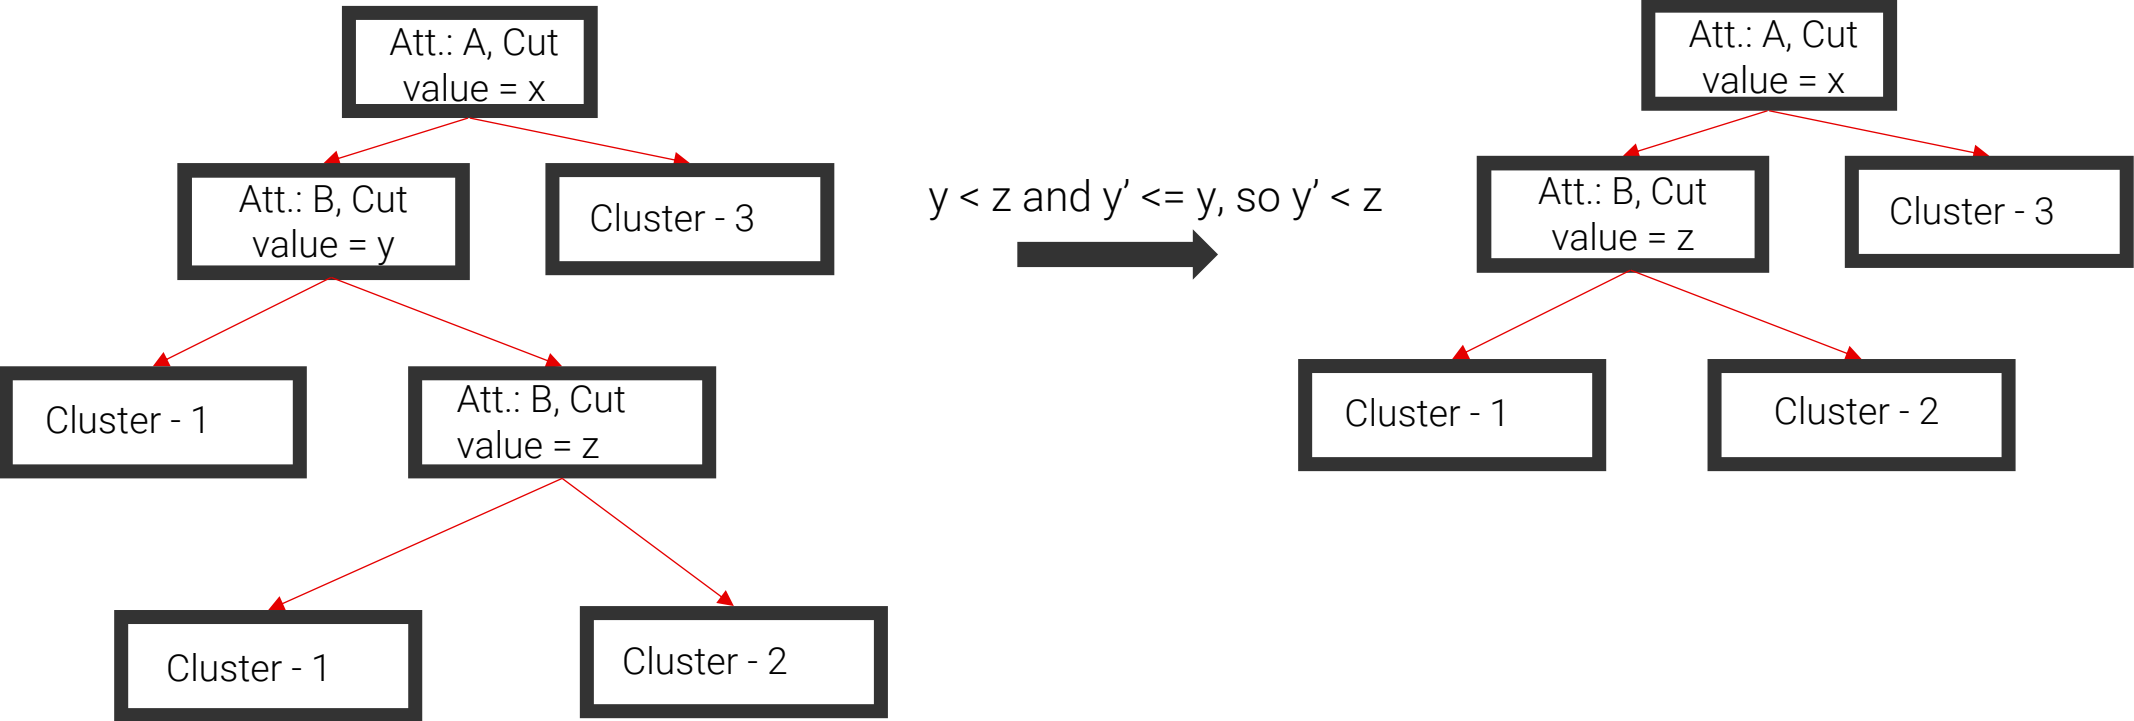 Att.: A, Cut
value = x
Att.: B, Cut
value = y
Cluster - 3
Cluster - 1
Att.: B, Cut
value = z
Cluster - 1
Cluster - 2
y < z and y’ <= y, so y’ < z
Att.: A, Cut
value = x
Att.: B, Cut
value = z
Cluster - 3
Cluster - 1
Cluster - 2